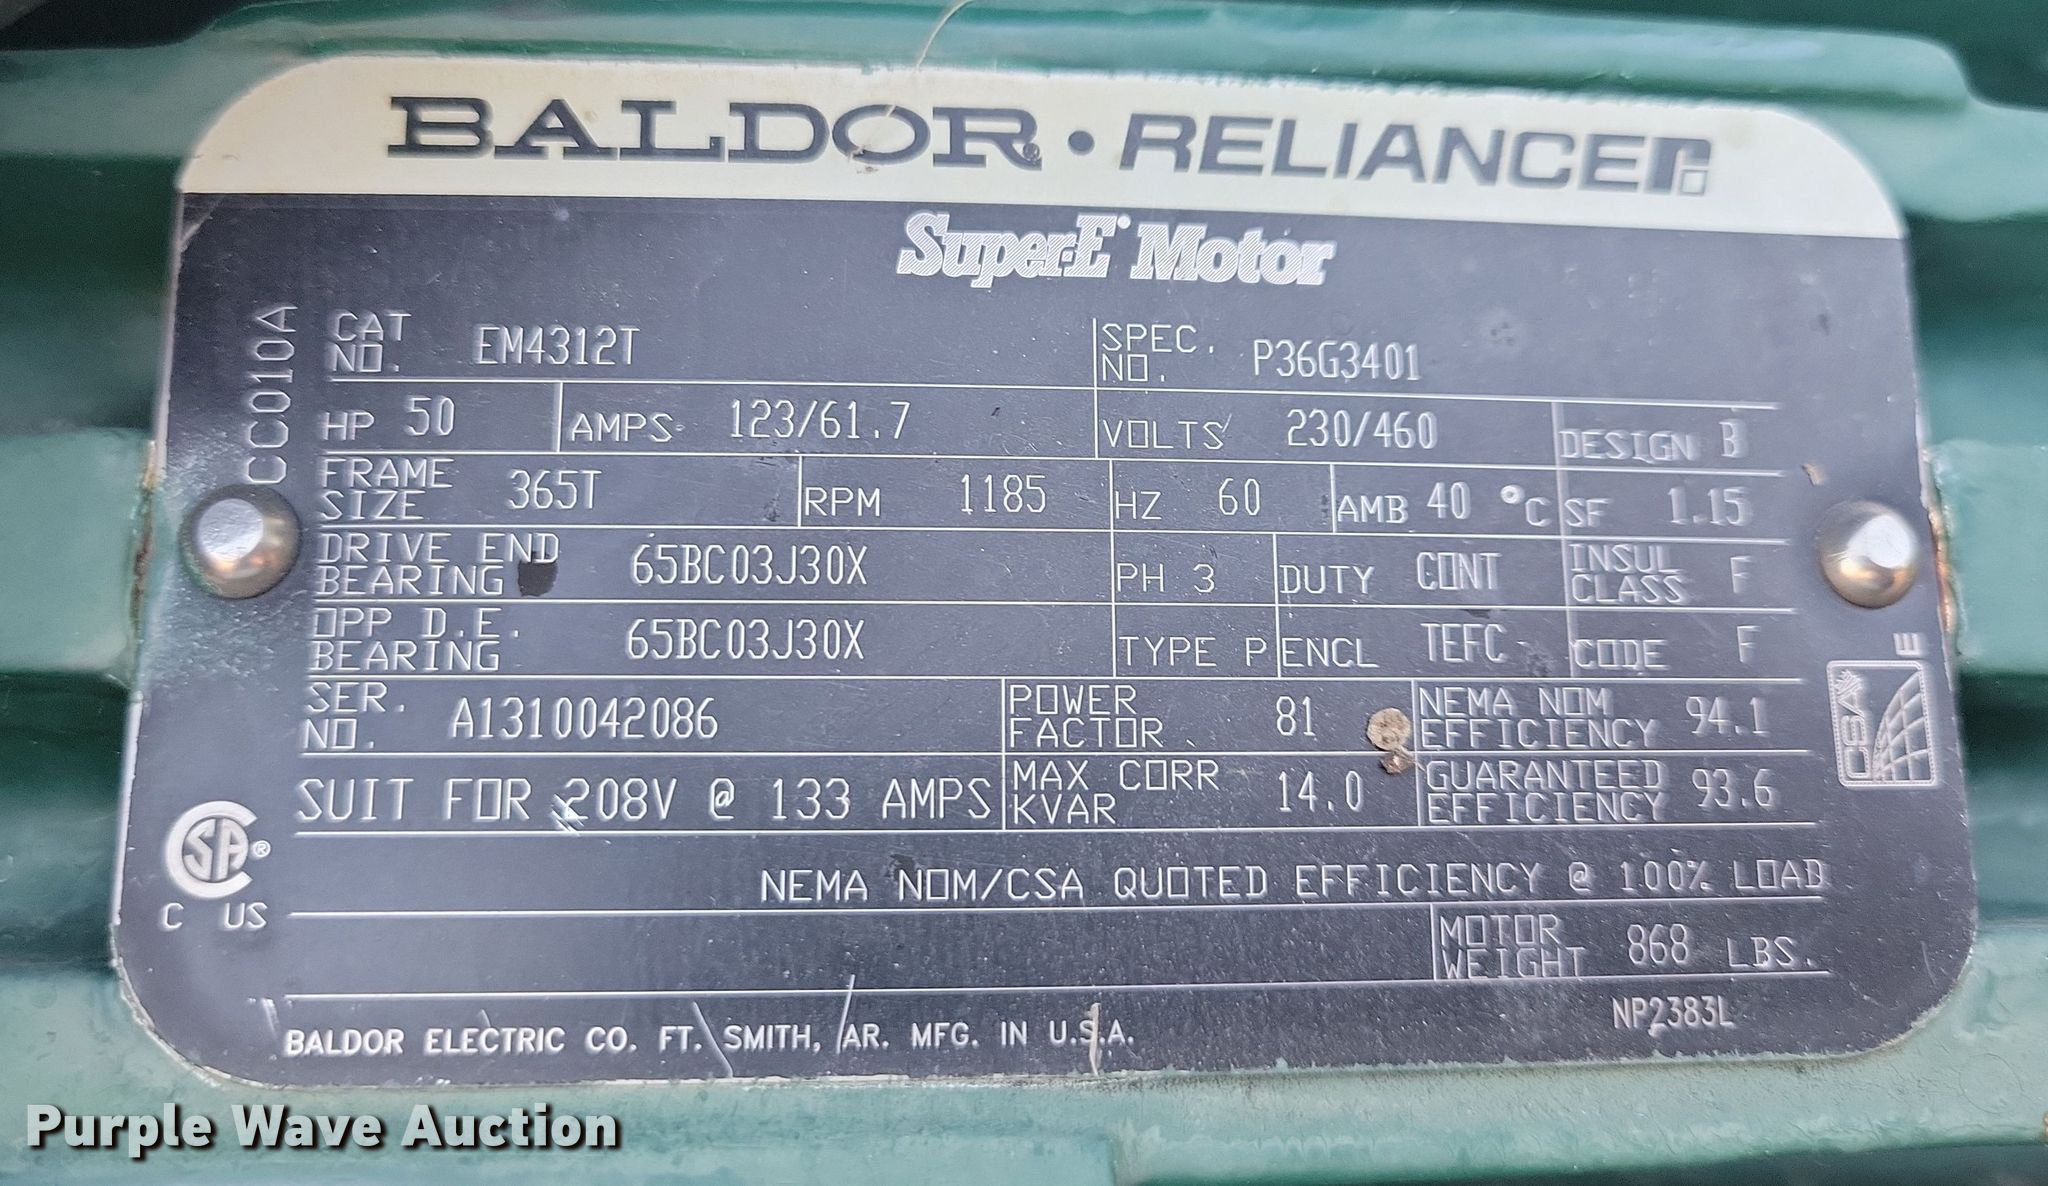 BALDOR® • RELIANCE
Super-E® Motor
CC010A
CAT NO. EM4312T SPEC. NO. P36G3401
HP 50 AMPS 123/61.7 VOLTS 230/460 DESIGN B
FRAME SIZE 365T RPM 1185 HZ 60 AMB 40 °C SF 1.15
DRIVE END BEARING 65BC03J30X PH 3 DUTY CONT INSUL CLASS F
OPP D.E. BEARING 65BC03J30X TYPE P ENCL TEFC CODE F
SER. NO. A1310042086 POWER FACTOR 81 NEMA NOM EFFICIENCY 94.1
SUIT FOR 208V @ 133 AMPS MAX CORR KVAR 14.0 GUARANTEED EFFICIENCY 93.6
NEMA NOM/CSA QUOTED EFFICIENCY @ 100% LOAD
MOTOR WEIGHT 868 LBS.
BALDOR ELECTRIC CO. FT. SMITH, AR. MFG. IN U.S.A.
NP2383L
CSA®
C US
CSA E
Purple Wave Auction